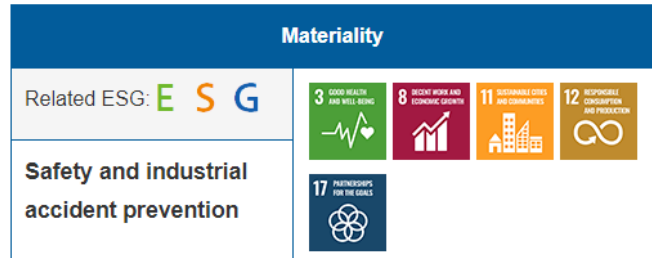 Materiality
Related ESG: E S G
Safety and industrial
accident prevention
3 GOOD HEALTH
AND WELL-BEING
8 DECENT WORK AND
ECONOMIC GROWTH
11 SUSTAINABLE CITIES
AND COMMUNITIES
12 RESPONSIBLE
CONSUMPTION
AND PRODUCTION
17 PARTNERSHIPS
FOR THE GOALS